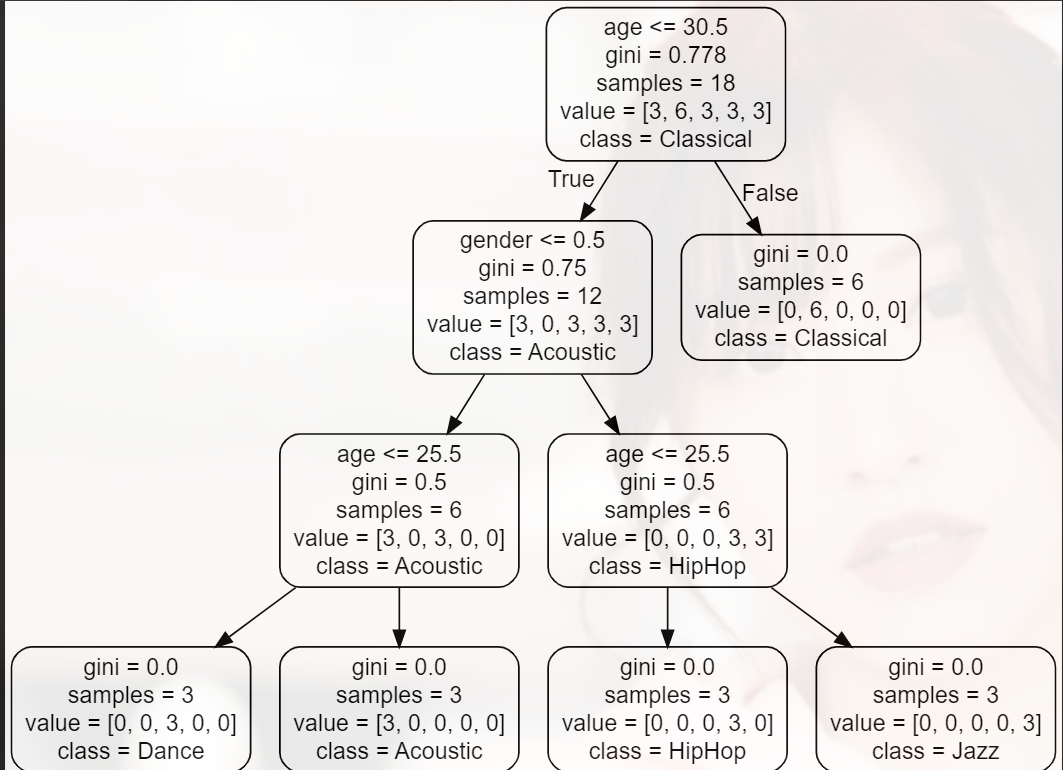 age <= 30.5
gini = 0.778
samples = 18
value = [3, 6, 3, 3, 3]
class = Classical
True
False
gender <= 0.5
gini = 0.75
samples = 12
value = [3, 0, 3, 3, 3]
class = Acoustic
gini = 0.0
samples = 6
value = [0, 6, 0, 0, 0]
class = Classical
age <= 25.5
gini = 0.5
samples = 6
value = [3, 0, 3, 0, 0]
class = Acoustic
age <= 25.5
gini = 0.5
samples = 6
value = [0, 0, 0, 3, 3]
class = HipHop
gini = 0.0
samples = 3
value = [0, 0, 3, 0, 0]
class = Dance
gini = 0.0
samples = 3
value = [3, 0, 0, 0, 0]
class = Acoustic
gini = 0.0
samples = 3
value = [0, 0, 0, 3, 0]
class = HipHop
gini = 0.0
samples = 3
value = [0, 0, 0, 0, 3]
class = Jazz